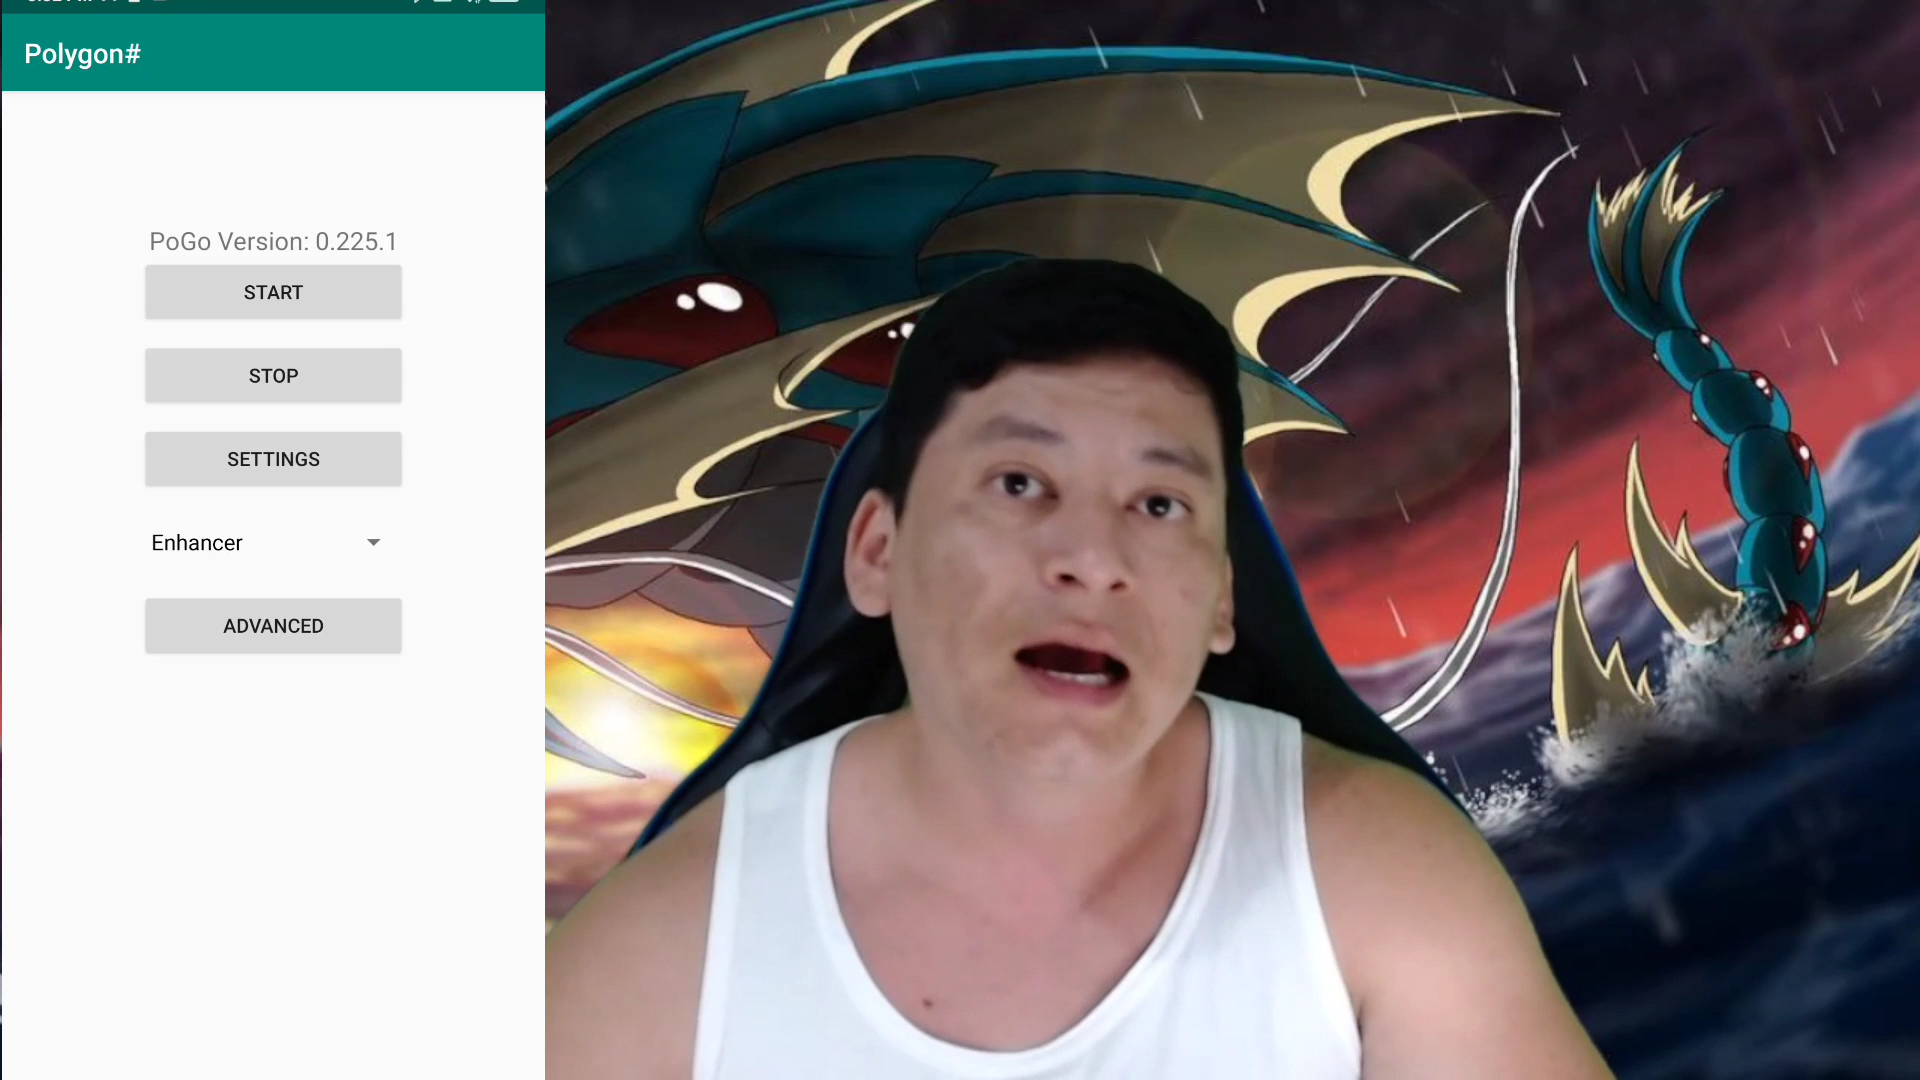 Polygon#
PoGo Version: 0.225.1
START
STOP
SETTINGS
Enhancer
ADVANCED